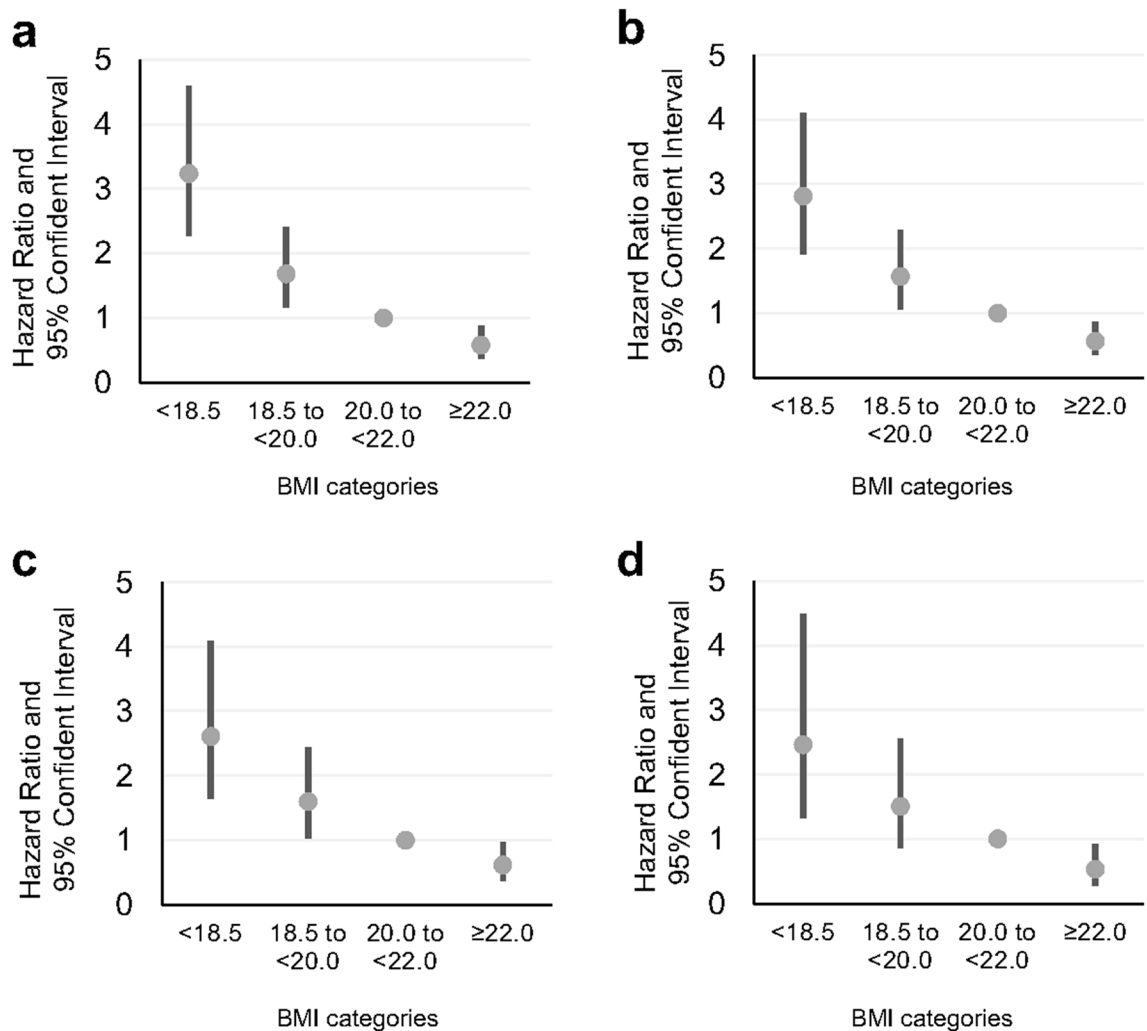 a
Hazard Ratio and
95% Confident Interval
5
4
3
2
1
0
<18.5
18.5 to
<20.0
20.0 to
<22.0
≥22.0
BMI categories
b
Hazard Ratio and
95% Confident Interval
5
4
3
2
1
0
<18.5
18.5 to
<20.0
20.0 to
<22.0
≥22.0
BMI categories
c
Hazard Ratio and
95% Confident Interval
5
4
3
2
1
0
<18.5
18.5 to
<20.0
20.0 to
<22.0
≥22.0
BMI categories
d
Hazard Ratio and
95% Confident Interval
5
4
3
2
1
0
<18.5
18.5 to
<20.0
20.0 to
<22.0
≥22.0
BMI categories